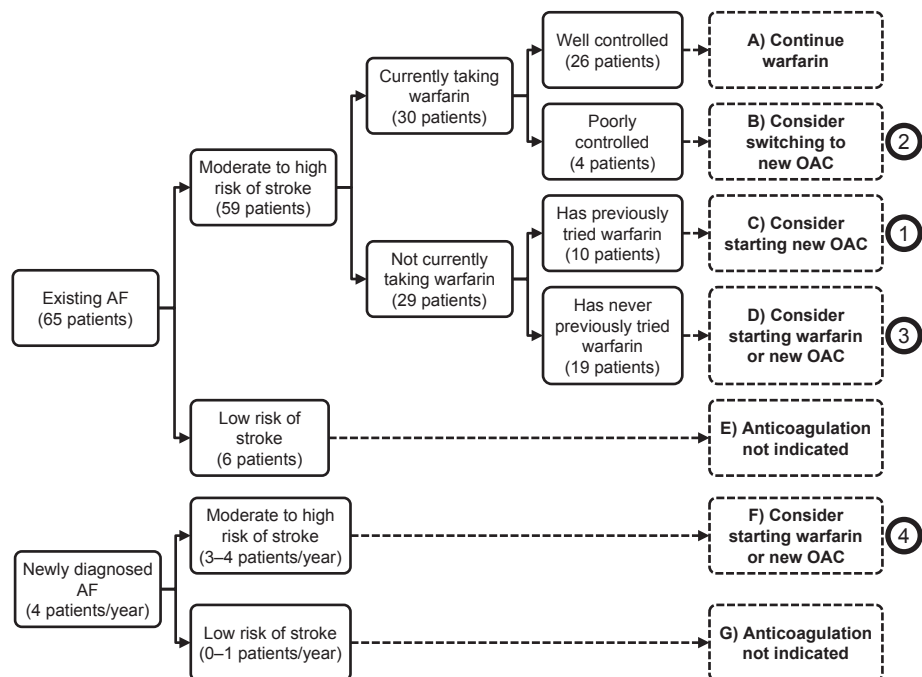 Existing AF
(65 patients)
Moderate to high
risk of stroke
(59 patients)
Currently taking
warfarin
(30 patients)
Well controlled
(26 patients)
A) Continue
warfarin
Poorly
controlled
(4 patients)
B) Consider
switching to
new OAC
2
Not currently
taking warfarin
(29 patients)
Has previously
tried warfarin
(10 patients)
C) Consider
starting new OAC
1
Has never
previously tried
warfarin
(19 patients)
D) Consider
starting warfarin
or new OAC
3
Low risk of
stroke
(6 patients)
E) Anticoagulation
not indicated
Newly diagnosed
AF
(4 patients/year)
Moderate to high
risk of stroke
(3–4 patients/year)
F) Consider
starting warfarin
or new OAC
4
Low risk of stroke
(0–1 patients/year)
G) Anticoagulation
not indicated